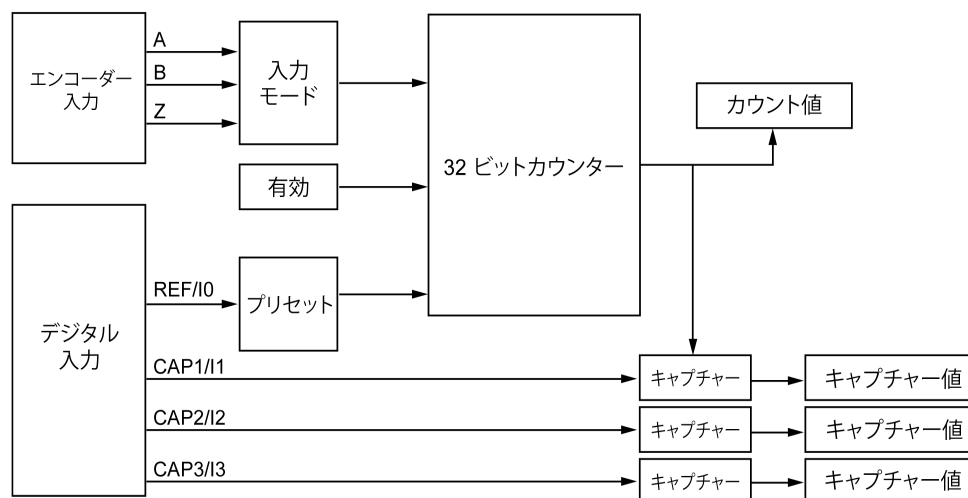 エンコーダー
入力
A
B
Z
入力
モード
有効
32 ビットカウンター
カウント値
デジタル
入力
REF/I0
プリセット
CAP1/I1
キャプチャー
キャプチャー値
CAP2/I2
キャプチャー
キャプチャー値
CAP3/I3
キャプチャー
キャプチャー値